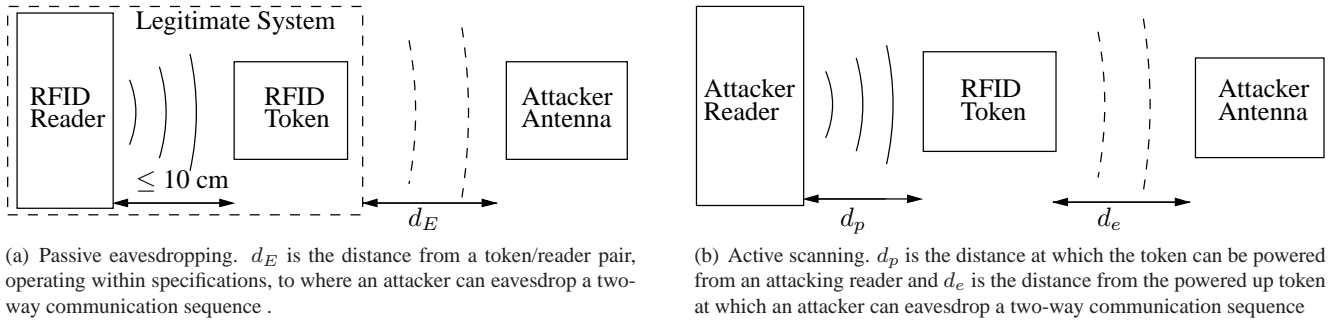 Legitimate System
RFID
Reader
RFID
Token
Attacker
Antenna
≤ 10 cm
d_E
(a) Passive eavesdropping. d_E is the distance from a token/reader pair,
operating within specifications, to where an attacker can eavesdrop a two-
way communication sequence .
Attacker
Reader
RFID
Token
Attacker
Antenna
d_p
d_e
(b) Active scanning. d_p is the distance at which the token can be powered
from an attacking reader and d_e is the distance from the powered up token
at which an attacker can eavesdrop a two-way communication sequence